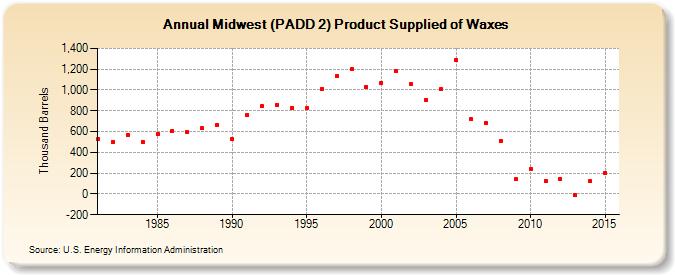 Annual Midwest (PADD 2) Product Supplied of Waxes
Thousand Barrels
1,400
1,200
1,000
800
600
400
200
0
-200
1985 1990 1995 2000 2005 2010 2015
Source: U.S. Energy Information Administration